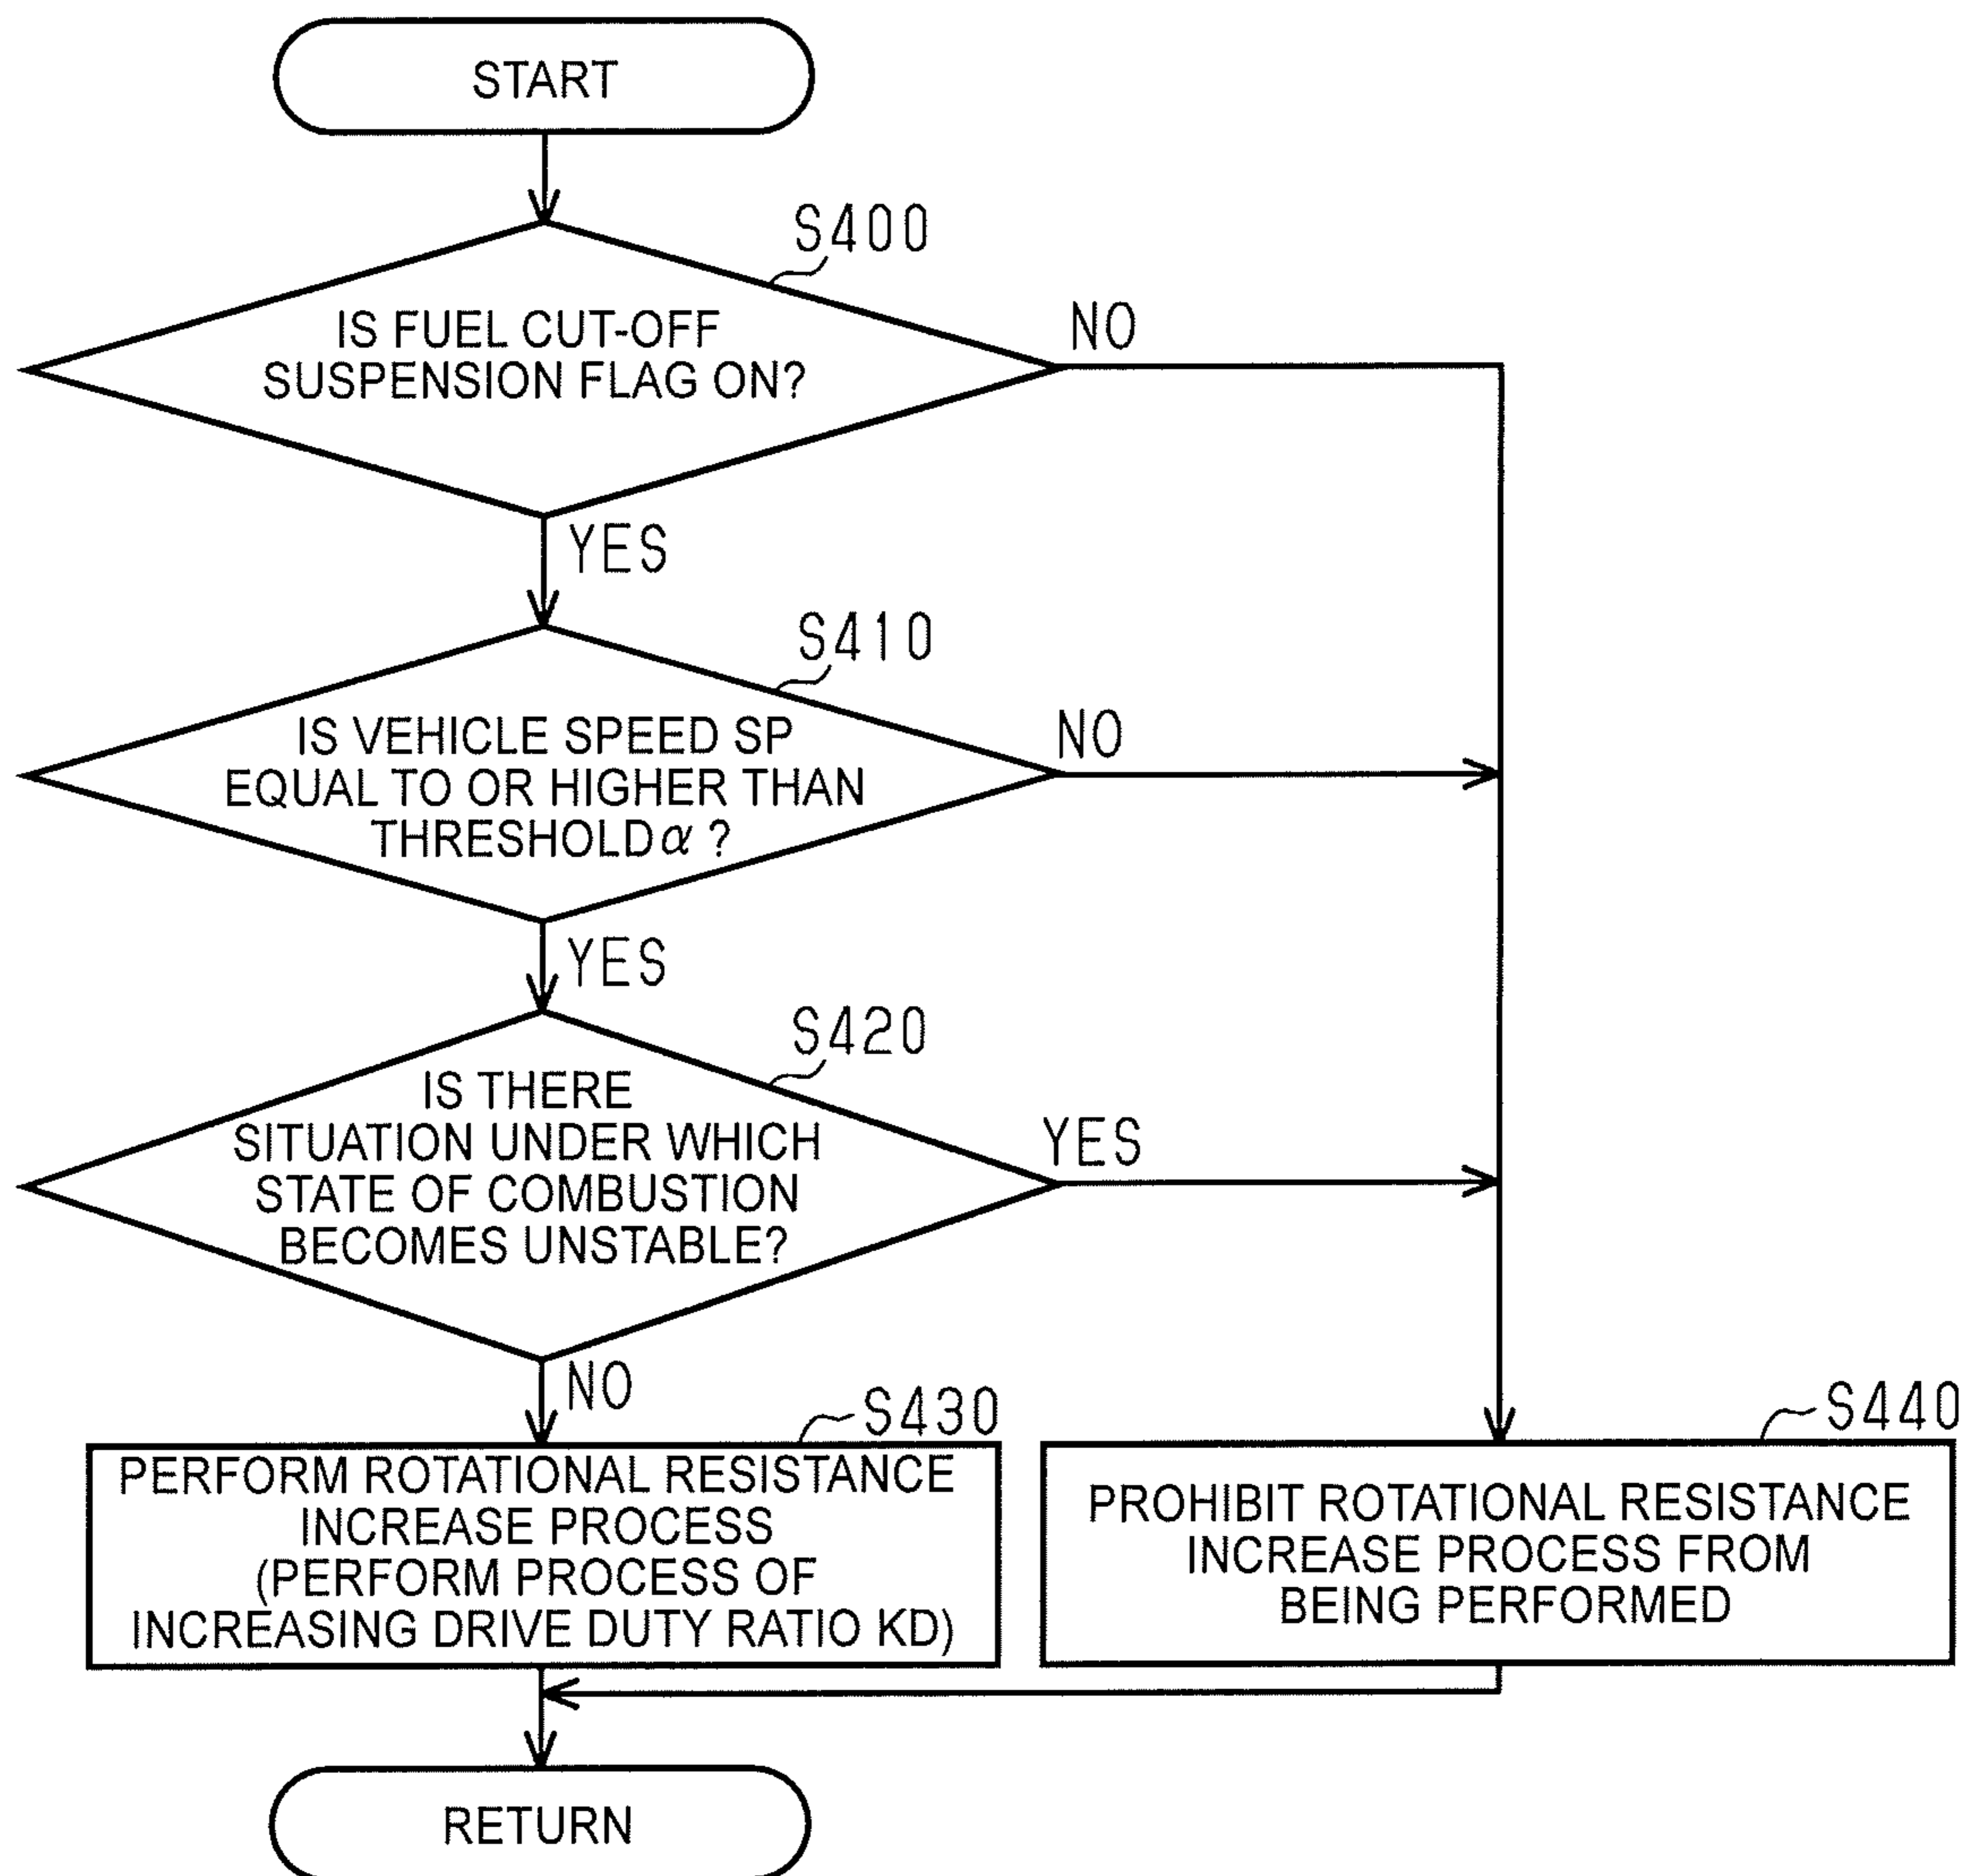 START
S400
IS FUEL CUT-OFF
SUSPENSION FLAG ON?
NO
YES
S410
IS VEHICLE SPEED SP
EQUAL TO OR HIGHER THAN
THRESHOLD α ?
NO
YES
S420
IS THERE
SITUATION UNDER WHICH
STATE OF COMBUSTION
BECOMES UNSTABLE?
YES
NO
S430
PERFORM ROTATIONAL RESISTANCE
INCREASE PROCESS
(PERFORM PROCESS OF
INCREASING DRIVE DUTY RATIO KD)
S440
PROHIBIT ROTATIONAL RESISTANCE
INCREASE PROCESS FROM
BEING PERFORMED
RETURN